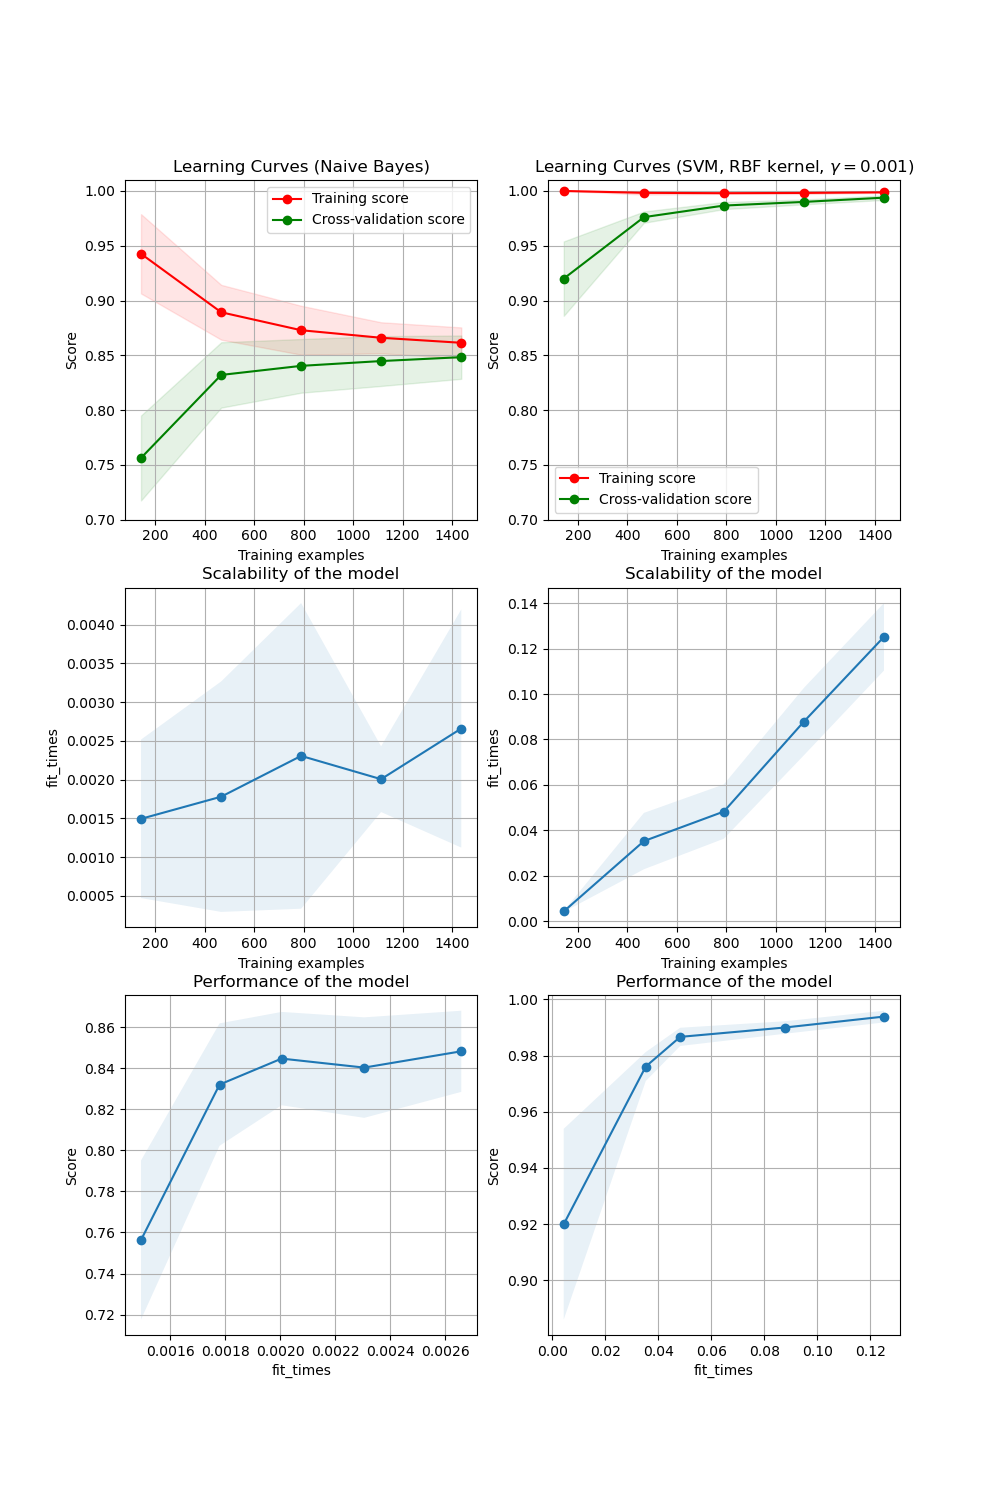 Learning Curves (Naive Bayes)
1.00
0.95
0.90
0.85
0.80
0.75
0.70
Score
Training score
Cross-validation score
200 400 600 800 1000 1200 1400
Training examples
Learning Curves (SVM, RBF kernel, γ = 0.001)
1.00
0.95
0.90
0.85
0.80
0.75
0.70
Score
Training score
Cross-validation score
200 400 600 800 1000 1200 1400
Training examples
Scalability of the model
0.0040
0.0035
0.0030
0.0025
0.0020
0.0015
0.0010
0.0005
fit_times
200 400 600 800 1000 1200 1400
Training examples
Scalability of the model
0.14
0.12
0.10
0.08
0.06
0.04
0.02
0.00
fit_times
200 400 600 800 1000 1200 1400
Training examples
Performance of the model
0.86
0.84
0.82
0.80
0.78
0.76
0.74
0.72
Score
0.0016 0.0018 0.0020 0.0022 0.0024 0.0026
fit_times
Performance of the model
1.00
0.98
0.96
0.94
0.92
0.90
Score
0.00 0.02 0.04 0.06 0.08 0.10 0.12
fit_times